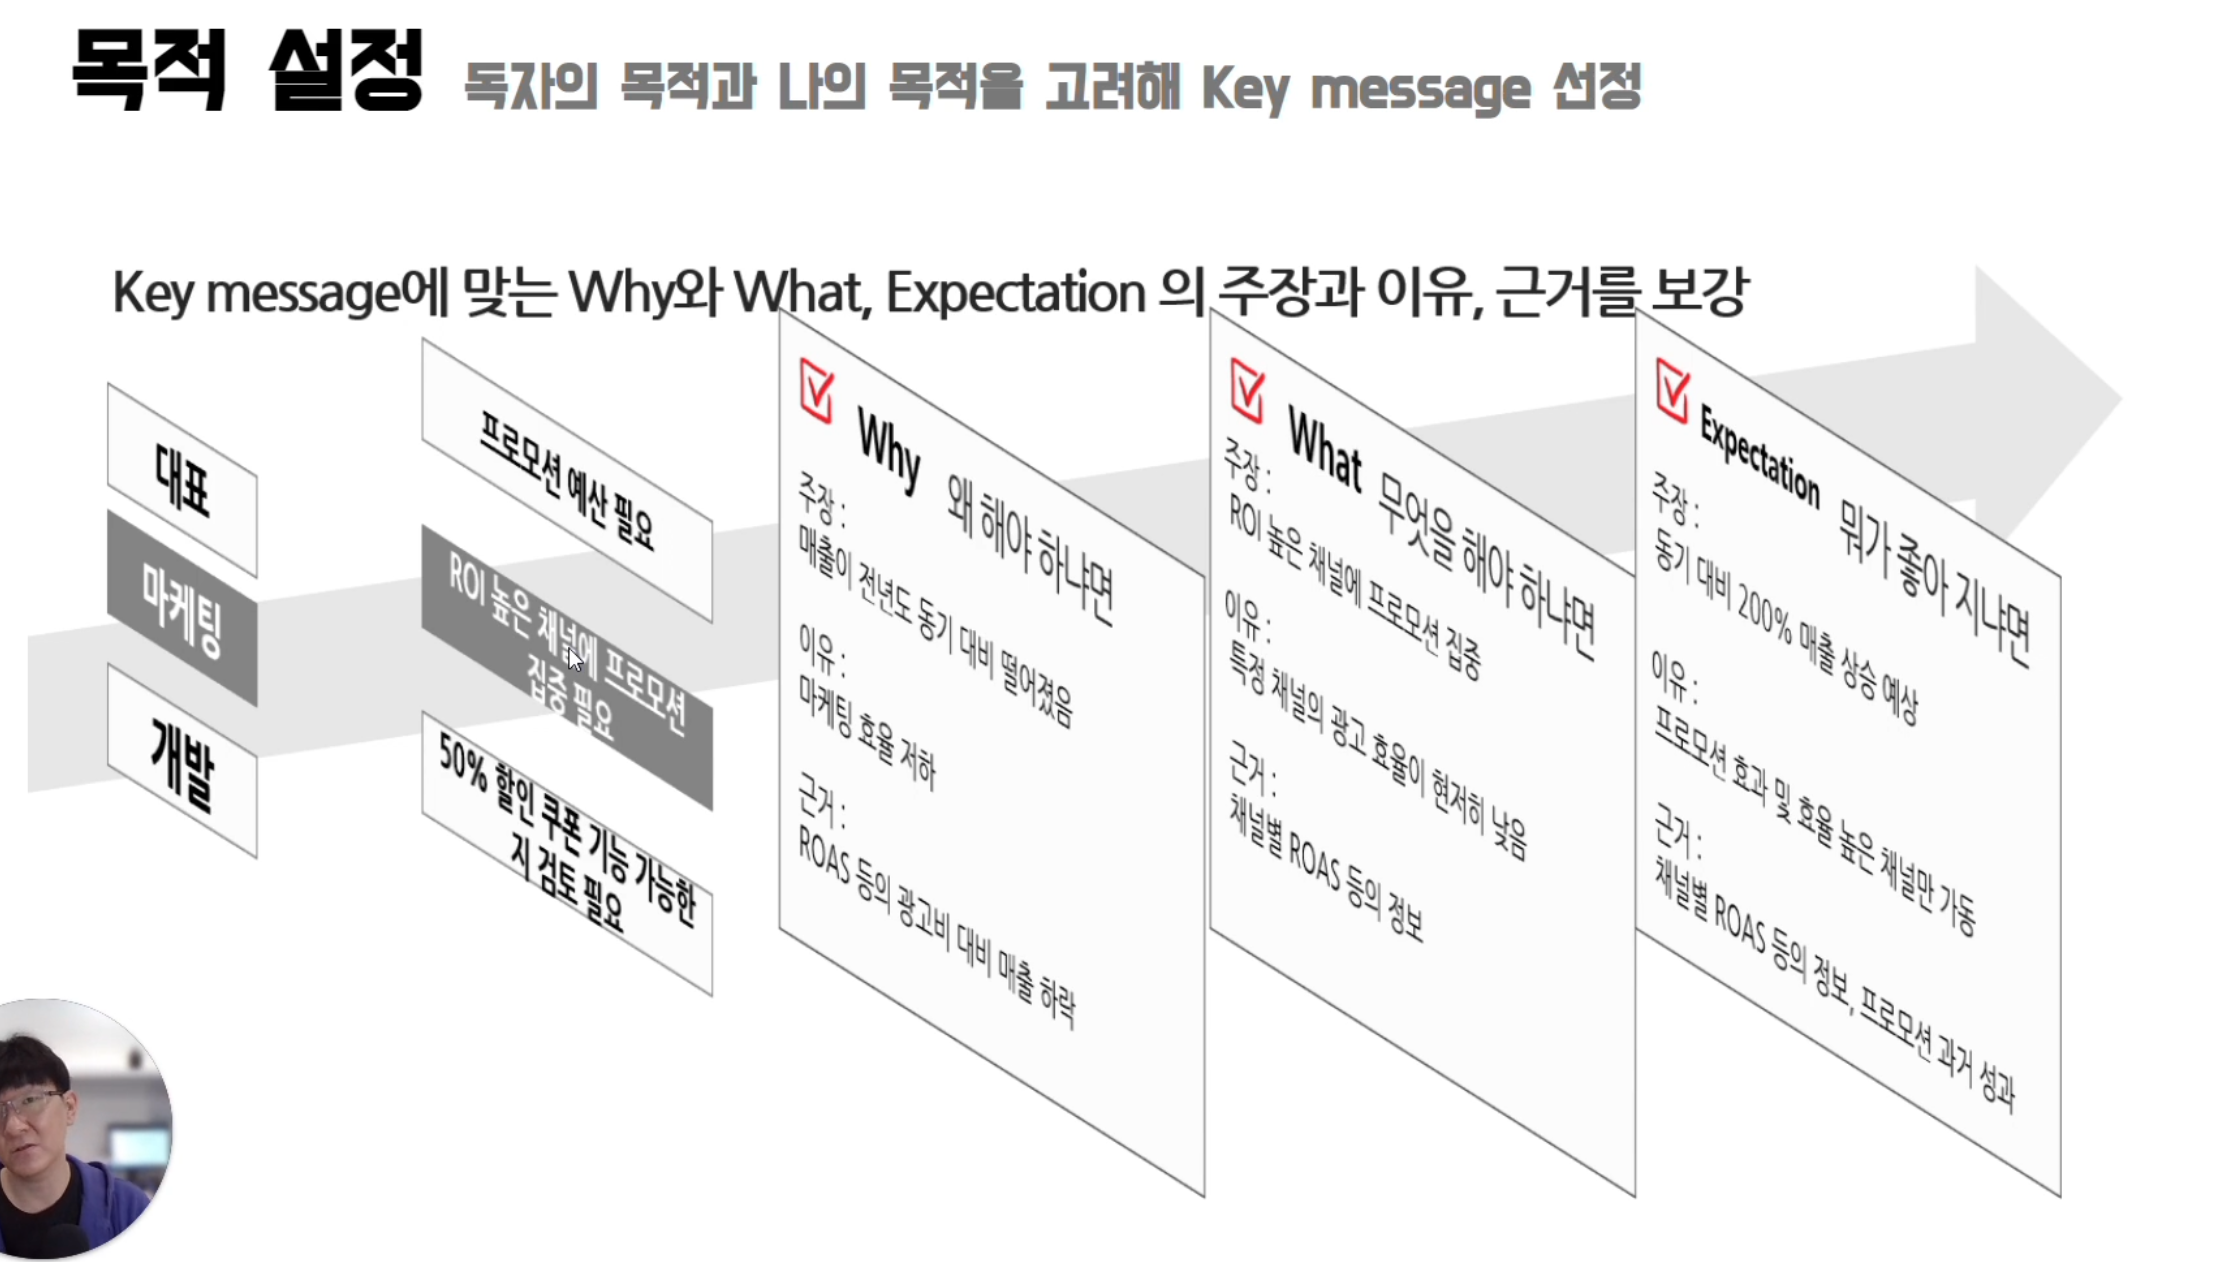 목적 설정 독자의 목적과 나의 목적을 고려해 Key message 선정
Key message에 맞는 Why와 What, Expectation 의 주장과 이유, 근거를 보강
대표
마케팅
개발
프로모션 예산 필요
ROI 높은 채널에 프로모션
집중 필요
50% 할인 쿠폰 기능 가능한
지 검토 필요
Why 왜 해야 하냐면
주장 :
매출이 전년도 동기 대비 떨어졌음
이유 :
마케팅 효율 저하
근거 :
ROAS 등의 광고비 대비 매출 하락
What 무엇을 해야 하냐면
주장 :
ROI 높은 채널에 프로모션 집중
이유 :
특정 채널의 광고 효율이 현저히 낮음
근거 :
채널별 ROAS 등의 정보
Expectation 뭐가 좋아 지냐면
주장 :
동기 대비 200% 매출 상승 예상
이유 :
프로모션 효과 및 효율 높은 채널만 가동
근거 :
채널별 ROAS 등의 정보, 프로모션 과거 성과